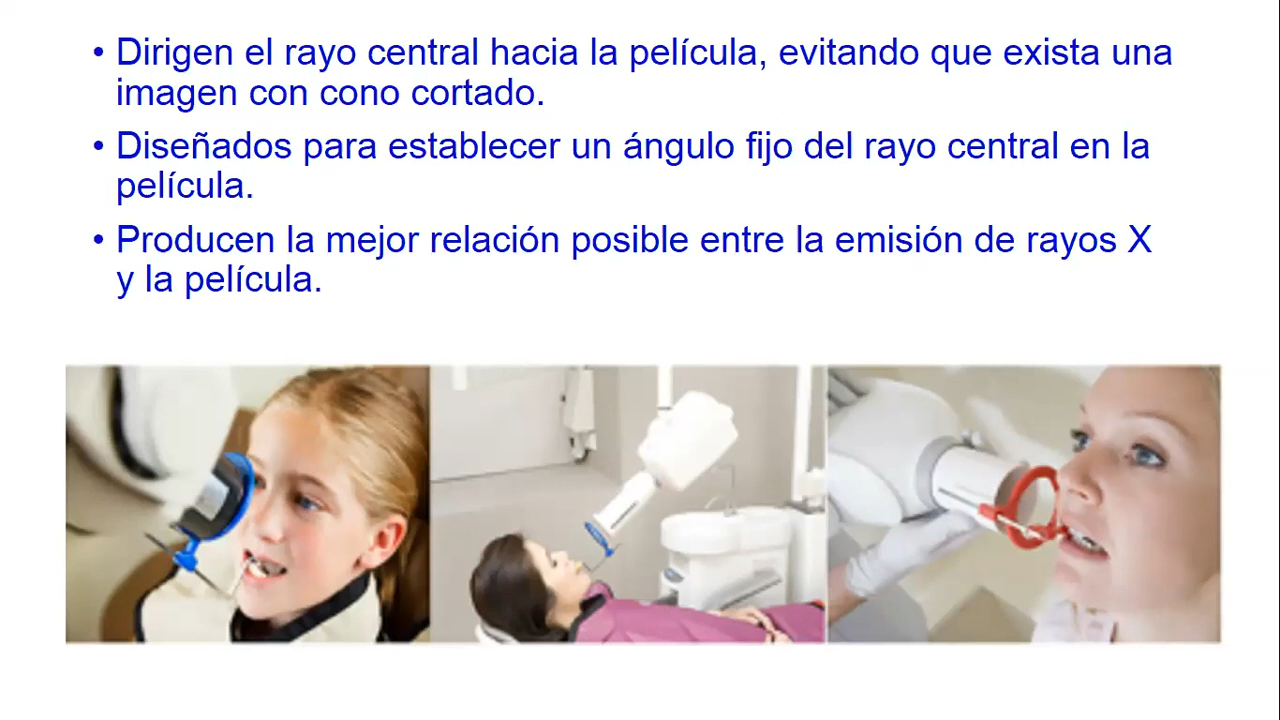 • Dirigen el rayo central hacia la película, evitando que exista una
imagen con cono cortado.
• Diseñados para establecer un ángulo fijo del rayo central en la
película.
• Producen la mejor relación posible entre la emisión de rayos X
y la película.